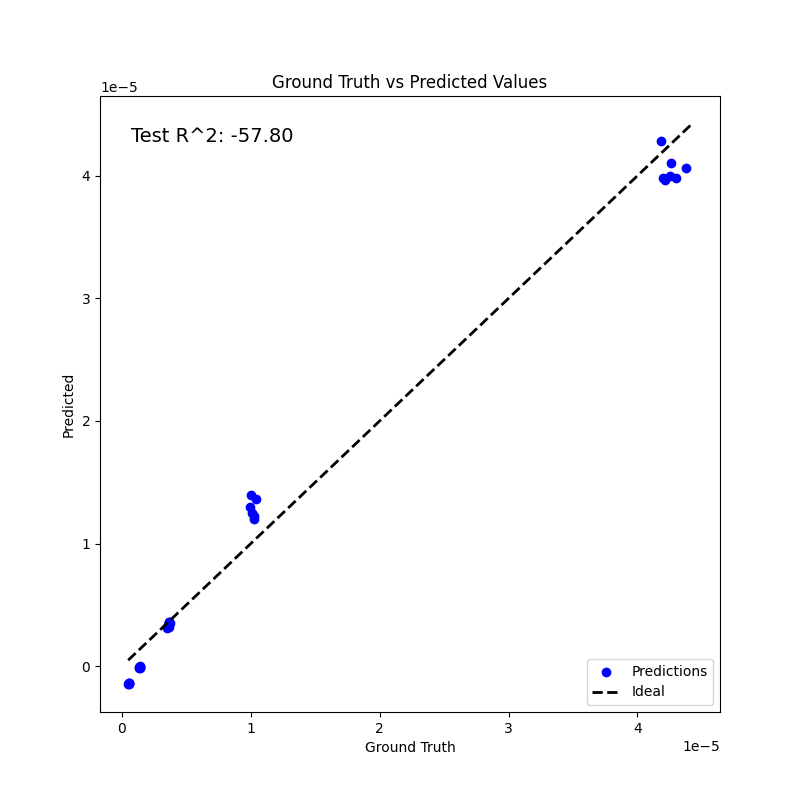 Ground Truth vs Predicted Values
1e−5
Test R^2: -57.80
4
3
2
1
0
Predicted
Predictions
Ideal
0 1 2 3 4
Ground Truth
1e−5